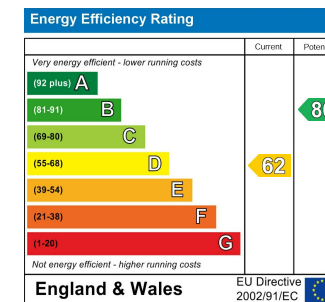 Energy Efficiency Rating
Current
Very energy efficient - lower running costs
(92 plus) A
(81-91) B
(69-80) C
(55-68) D 62
(39-54) E
(21-38) F
(1-20) G
Not energy efficient - higher running costs
England & Wales
EU Directive
2002/91/EC